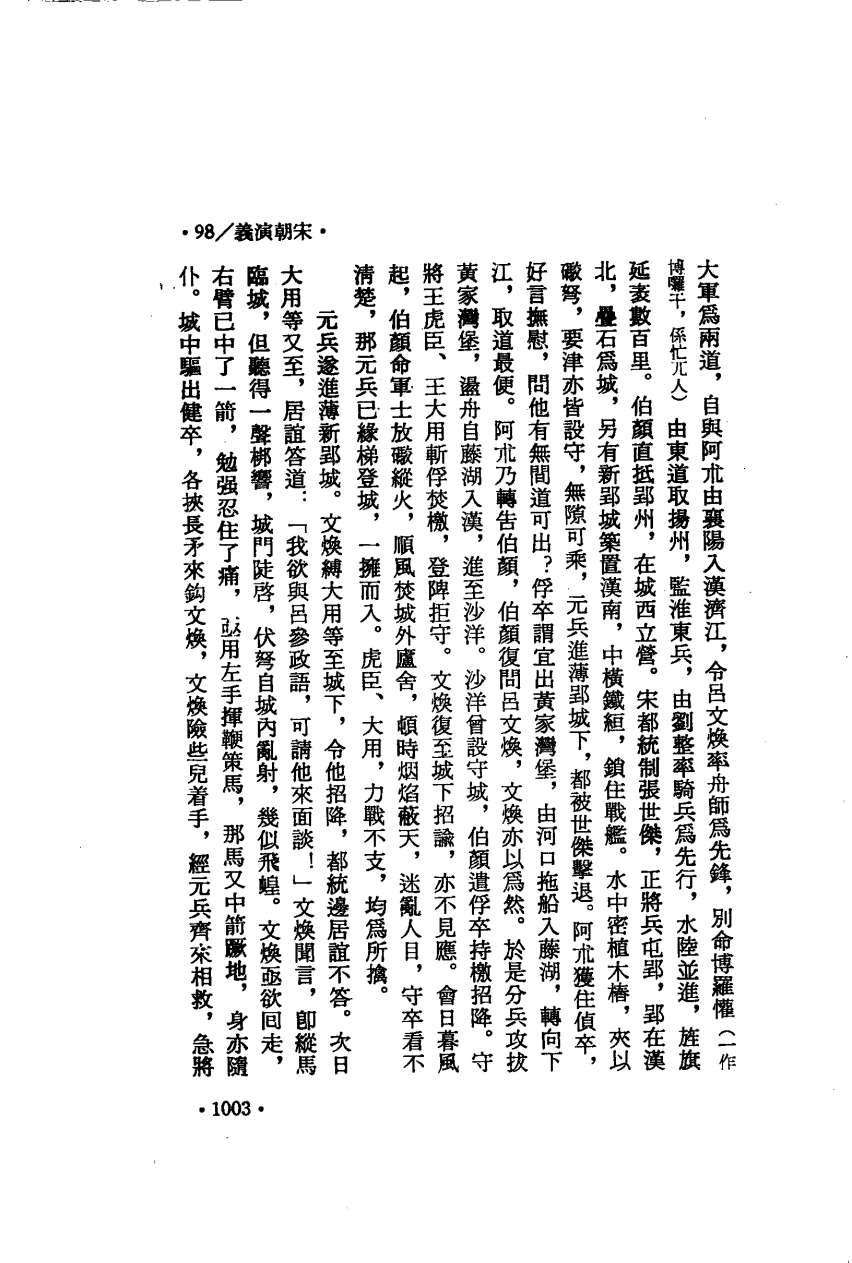 •98/義演朝宋•
大軍爲兩道，自與阿朮由襄陽入漢濟江，令呂文煥率舟師爲先鋒，別命博羅懽（一作
博囉干，係忙兀人）由東道取揚州，監淮東兵，由劉整率騎兵爲先行，水陸並進，旌旗
延袤數百里。伯顏直抵郢州，在城西立營。宋都統制張世傑，正將兵屯郢，郢在漢
北，疊石爲城，另有新郢城築置漢南，中橫鐵絙，鎖住戰艦。水中密植木樁，夾以
礮弩，要津亦皆設守，無隙可乘，元兵進薄郢城下，都被世傑擊退。阿朮獲住偵卒，
好言撫慰，問他有無間道可出？俘卒謂宜出黃家灣堡，由河口拖船入藤湖，轉向下
江，取道最便。阿朮乃轉告伯顏，伯顏復問呂文煥，文煥亦以爲然。於是分兵攻拔
黃家灣堡，盪舟自藤湖入漢，進至沙洋。沙洋曾設守城，伯顏遣俘卒持檄招降。守
將王虎臣、王大用斬俘焚檄，登陴拒守。文煥復至城下招諭，亦不見應。會日暮風
起，伯顏命軍士放礮縱火，順風焚城外廬舍，頓時烟焰蔽天，迷亂人目，守卒看不
清楚，那元兵已緣梯登城，一擁而入。虎臣、大用，力戰不支，均爲所擒。
元兵遂進薄新郢城。文煥縛大用等至城下，令他招降，都統邊居誼不答。次日
大用等又至，居誼答道：「我欲與呂參政語，可請他來面談！」文煥聞言，卽縱馬
臨城，但聽得一聲梆響，城門陡啓，伏弩自城內亂射，幾似飛蝗。文煥亟欲回走，
右臂已中了一箭，勉强忍住了痛，亟用左手揮鞭策馬，那馬又中箭蹶地，身亦隨
仆。城中驅出健卒，各挾長矛來鈎文煥，文煥險些兒着手，經元兵齊來相救，急將
•1003•